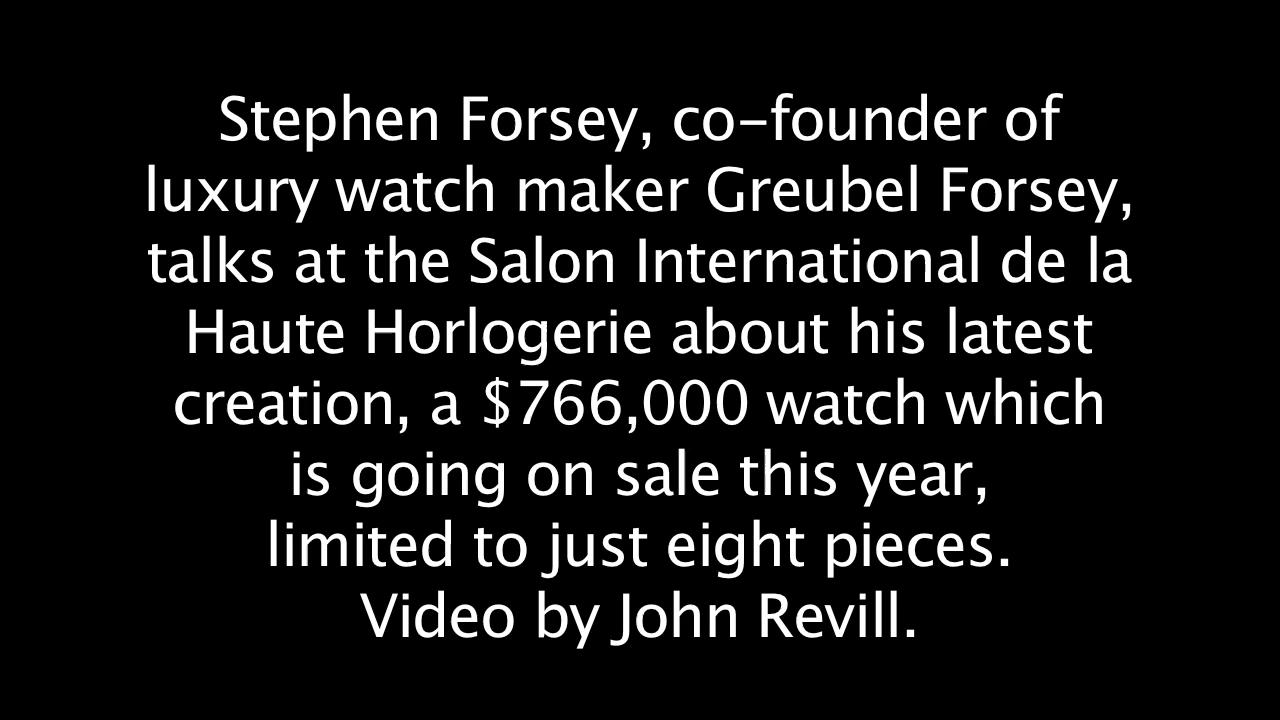 Stephen Forsey, co-founder of
luxury watch maker Greubel Forsey,
talks at the Salon International de la
Haute Horlogerie about his latest
creation, a $766,000 watch which
is going on sale this year,
limited to just eight pieces.
Video by John Revill.